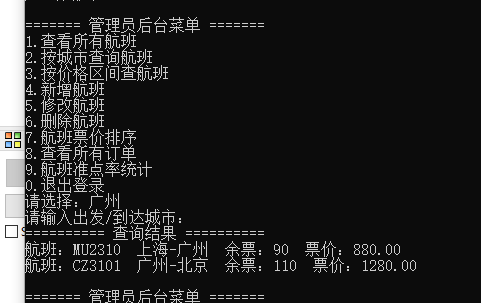 ======= 管理员后台菜单 =======
1.查看所有航班
2.按城市查询航班
3.按价格区间查航班
4.新增航班
5.修改航班
6.删除航班
7.航班票价排序
8.查看所有订单
9.航班准点率统计
0.退出登录
请选择：广州
请输入出发/到达城市：
========== 查询结果 ==========
航班：MU2310  上海-广州  余票：90  票价：880.00
航班：CZ3101  广州-北京  余票：110  票价：1280.00
======= 管理员后台菜单 =======